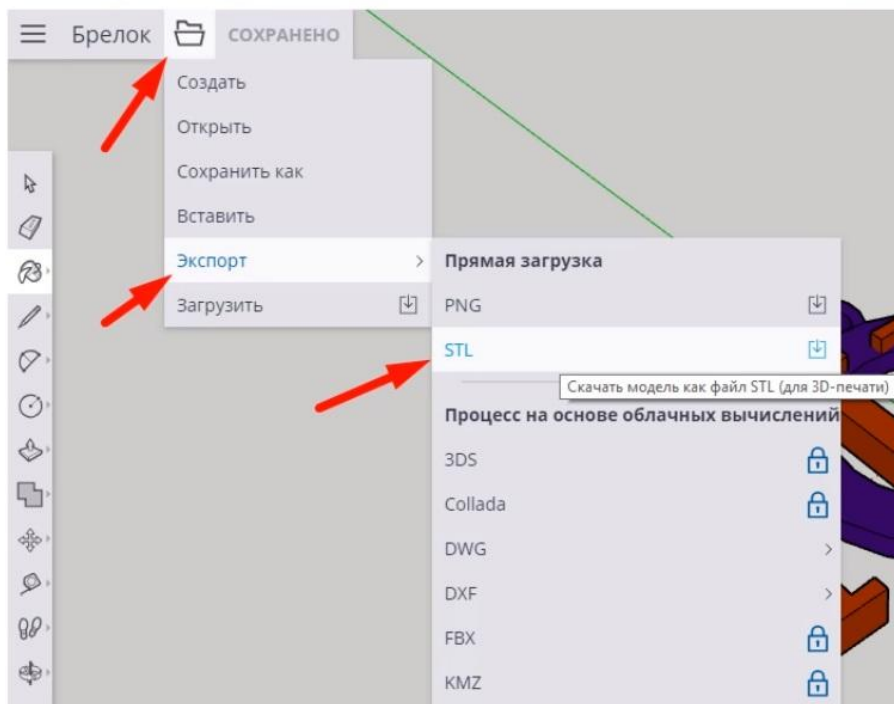 Брелок
СОХРАНЕНО
Создать
Открыть
Сохранить как
Вставить
Экспорт
Загрузить
Прямая загрузка
PNG
STL
Скачать модель как файл STL (для 3D-печати)
Процесс на основе облачных вычислений
3DS
Collada
DWG
DXF
FBX
KMZ